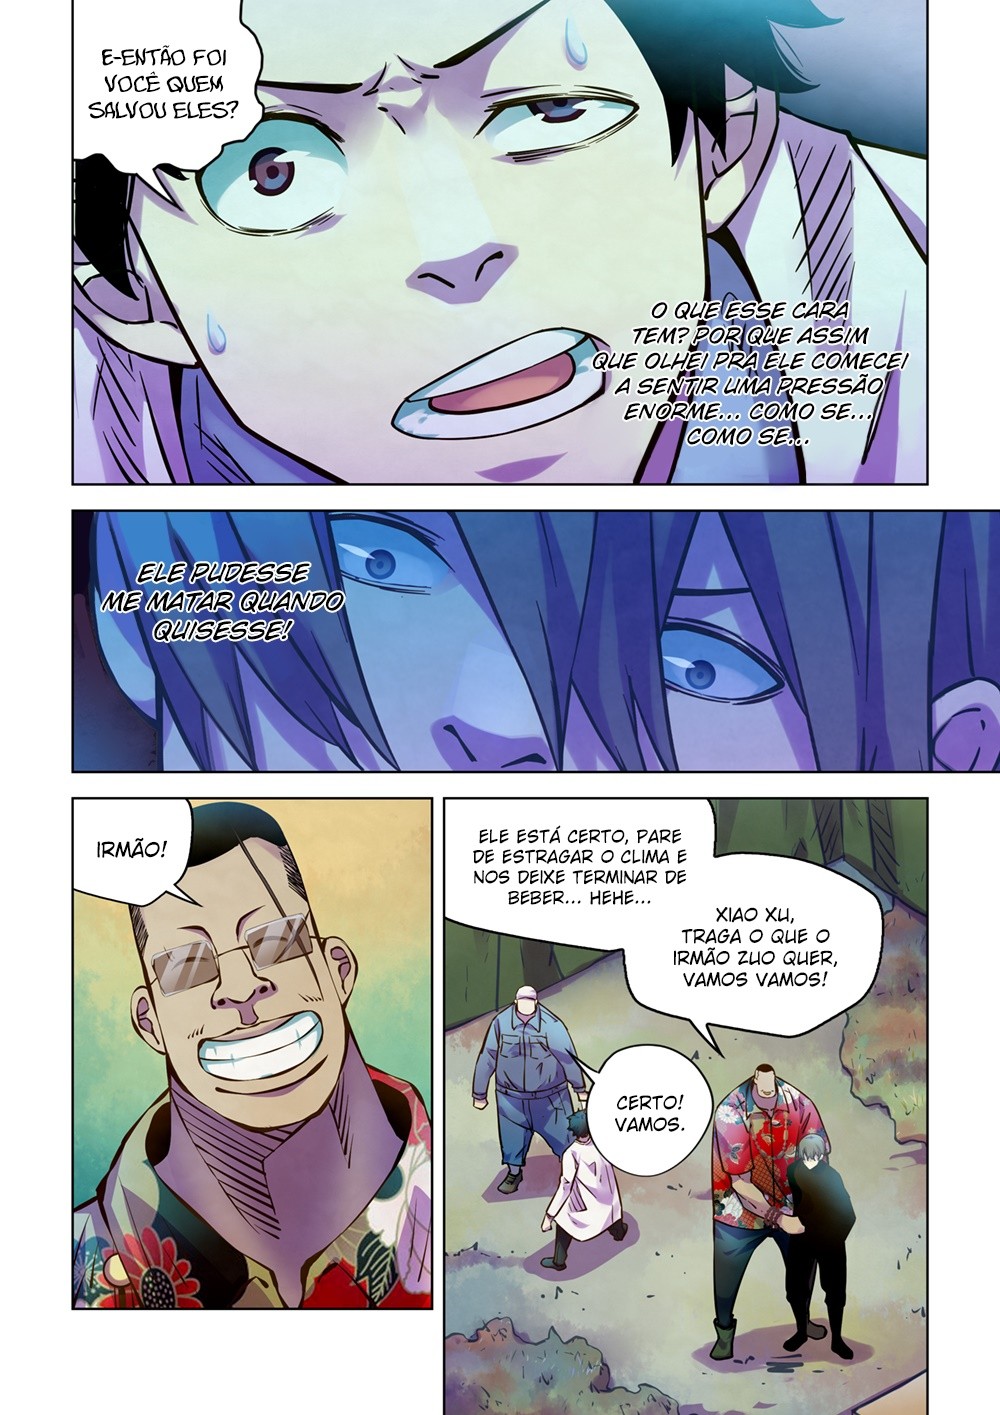 E-ENTÃO FOI
VOCÊ QUEM
SALVOU ELES?
O QUE ESSE CARA
TEM? POR QUE ASSIM
QUE OLHEI PRA ELE COMECEI
A SENTIR UMA PRESSÃO
ENORME... COMO SE...
COMO SE...
ELE PUDESSE
ME MATAR QUANDO
QUISESSE!
IRMÃO!
ELE ESTÁ CERTO, PARE
DE ESTRAGAR O CLIMA E
NOS DEIXE TERMINAR DE
BEBER... HEHE...
XIAO XU,
TRAGA O QUE O
IRMÃO ZUO QUER,
VAMOS VAMOS!
CERTO!
VAMOS.